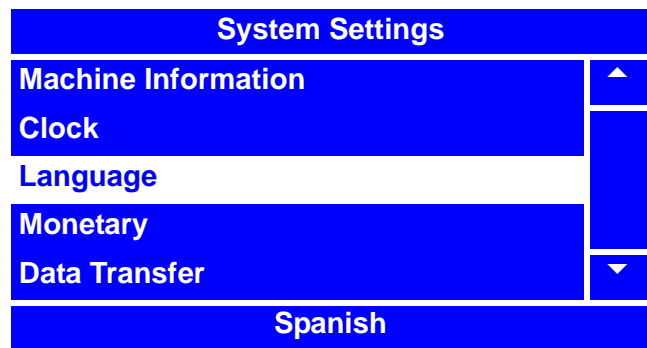 System Settings
Machine Information
Clock
Language
Monetary
Data Transfer
Spanish